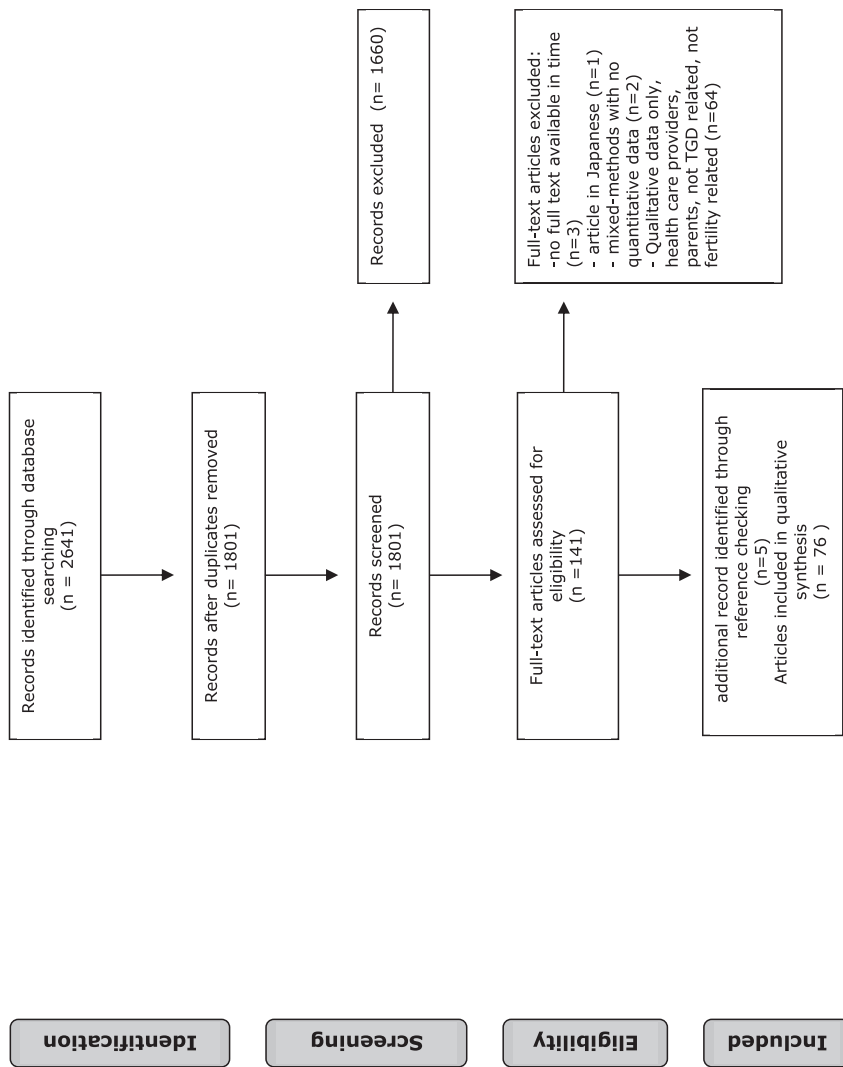 Identification
Screening
Eligibility
Included
Records identified through database
searching
(n = 2641)
Records after duplicates removed
(n= 1801)
Records screened
(n= 1801)
Records excluded (n= 1660)
Full-text articles assessed for
eligibility
(n =141)
Full-text articles excluded:
-no full text available in time
(n=3)
- article in Japanese (n=1)
- mixed-methods with no
quantitative data (n=2)
- Qualitative data only,
health care providers,
parents, not TGD related, not
fertility related (n=64)
additional record identified through
reference checking
(n=5)
Articles included in qualitative
synthesis
(n = 76 )